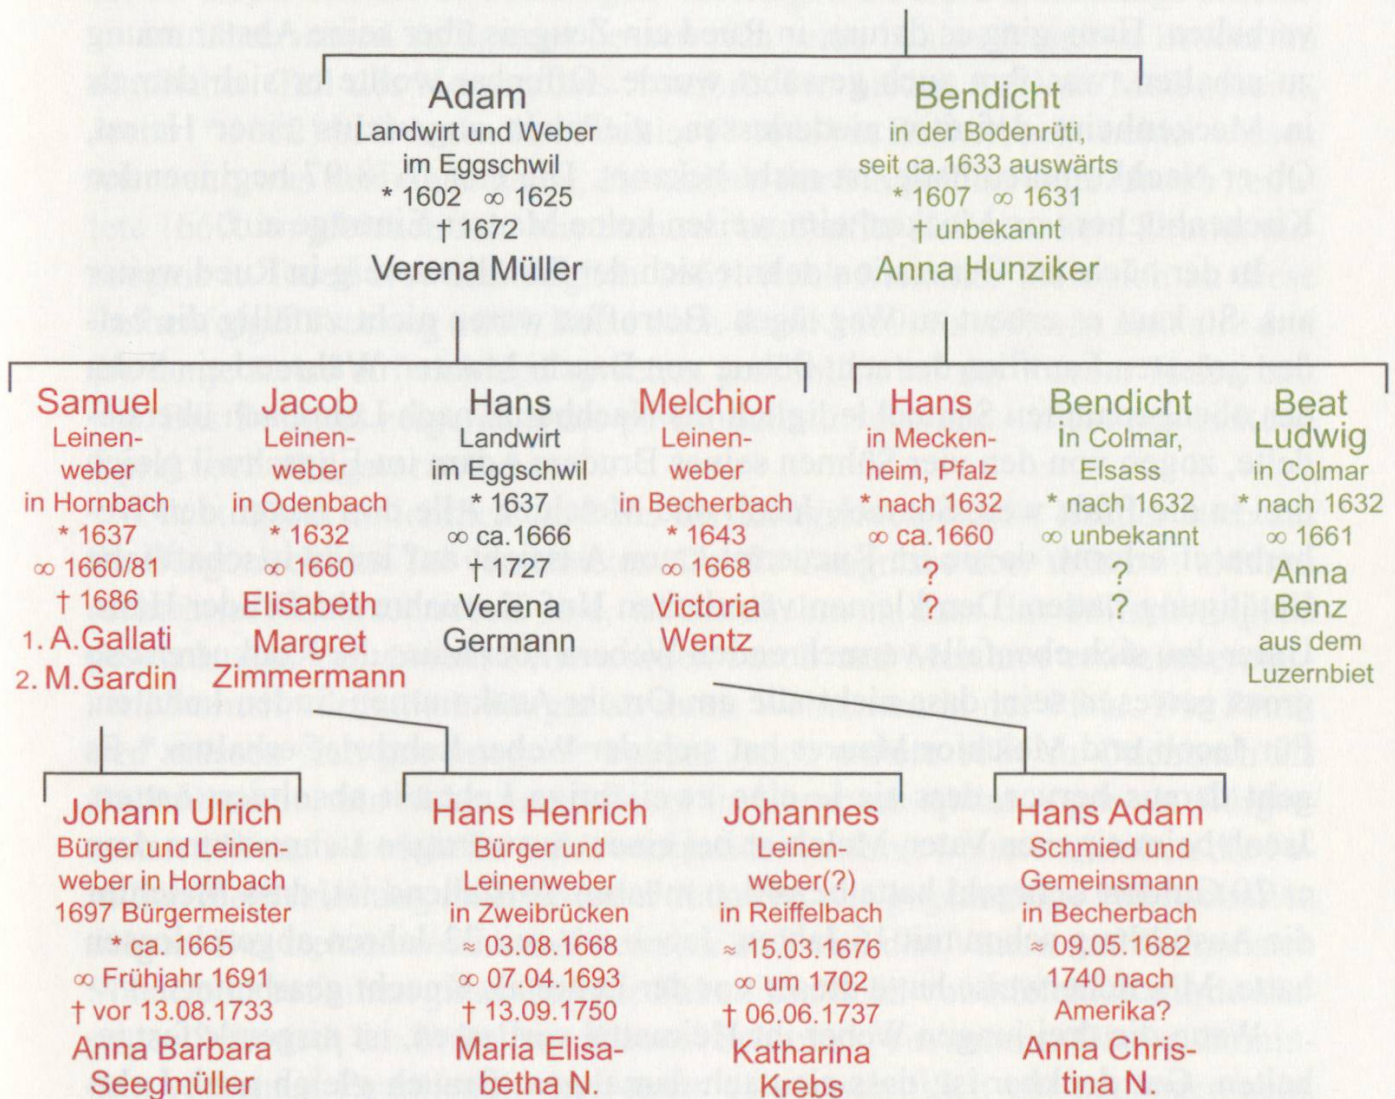 Adam
Landwirt und Weber
im Eggschwil
* 1602 ∞ 1625
† 1672
Verena Müller
Bendicht
in der Bodenrüti,
seit ca.1633 auswärts
* 1607 ∞ 1631
† unbekannt
Anna Hunziker
Samuel
Leinen-
weber
in Hornbach
* 1637
∞ 1660/81
† 1686
1. A.Gallati
2. M.Gardin
Jacob
Leinen-
weber
in Odenbach
* 1632
∞ 1660
Elisabeth
Margret
Zimmermann
Hans
Landwirt
im Eggschwil
* 1637
∞ ca.1666
† 1727
Verena
Germann
Melchior
Leinen-
weber
in Becherbach
* 1643
∞ 1668
Victoria
Wentz
Hans
in Mecken-
heim, Pfalz
* nach 1632
∞ ca.1660
?
?
Bendicht
in Colmar,
Elsass
* nach 1632
∞ unbekannt
?
?
Beat
Ludwig
in Colmar
* nach 1632
∞ 1661
Anna
Benz
aus dem
Luzernbiet
Johann Ulrich
Bürger und Leinen-
weber in Hornbach
1697 Bürgermeister
* ca. 1665
∞ Frühjahr 1691
† vor 13.08.1733
Anna Barbara
Seegmüller
Hans Henrich
Bürger und
Leinenweber
in Zweibrücken
≈ 03.08.1668
∞ 07.04.1693
† 13.09.1750
Maria Elisa-
betha N.
Johannes
Leinen-
weber(?)
in Reiffelbach
≈ 15.03.1676
∞ um 1702
† 06.06.1737
Katharina
Krebs
Hans Adam
Schmied und
Gemeinsmann
in Becherbach
≈ 09.05.1682
1740 nach
Amerika?
Anna Chris-
tina N.